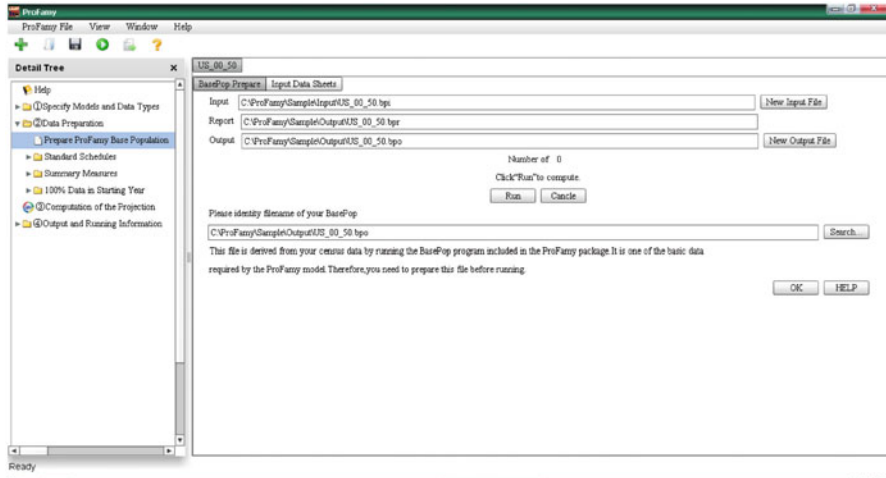 ProFamy
ProFamy File View Window Help
Detail Tree x
Help
①Specify Models and Data Types
②Data Preparation
Prepare ProFamy Base Population
Standard Schedules
Summary Measures
100% Data in Starting Year
③Computation of the Projection
④Output and Running Information
US_00_50
BasePop Prepare Input Data Sheets
Input C:\ProFamy\Sample\Input\US_00_50.bpi New Input File
Report C:\ProFamy\Sample\Output\US_00_50.bpr
Output C:\ProFamy\Sample\Output\US_00_50.bpo New Output File
Number of 0
Click"Run"to compute.
Run Cancle
Please identity filename of your BasePop
C:\ProFamy\Sample\Output\US_00_50.bpo Search...
This file is derived from your census data by running the BasePop program included in the ProFamy package.It is one of the basic data
required by the ProFamy model.Therefore,you need to prepare this file before running.
OK HELP
Ready